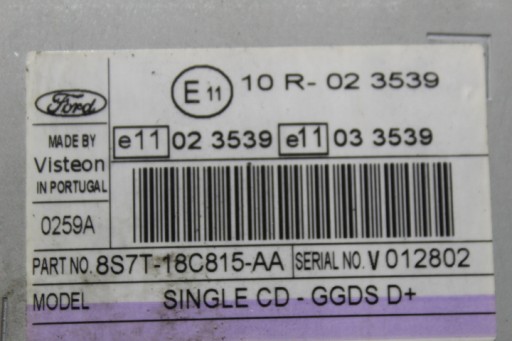 Ford
E 11 10 R- 02 3539
MADE BY
Visteon
IN PORTUGAL
e11 02 3539 e11 03 3539
0259A
PART NO. 8S7T-18C815-AA SERIAL NO. V 012802
MODEL SINGLE CD - GGDS D+